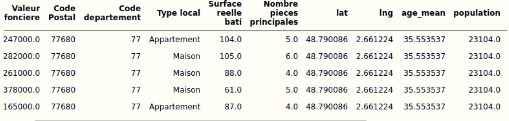 Valeur fonciere Code Postal Code departement Type local Surface reelle bati Nombre pieces principales lat lng age_mean population
247000.0 77680 77 Appartement 104.0 5.0 48.790086 2.661224 35.553537 23104.0
282000.0 77680 77 Maison 105.0 6.0 48.790086 2.661224 35.553537 23104.0
261000.0 77680 77 Maison 88.0 4.0 48.790086 2.661224 35.553537 23104.0
378000.0 77680 77 Maison 61.0 5.0 48.790086 2.661224 35.553537 23104.0
165000.0 77680 77 Appartement 87.0 4.0 48.790086 2.661224 35.553537 23104.0